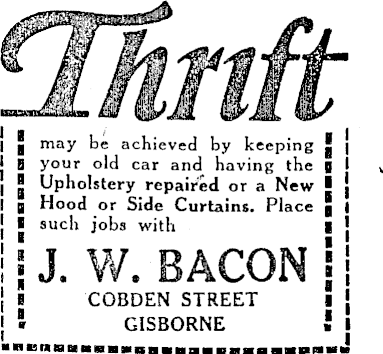 Thrift
may be achieved by keeping
your old car and having the
Upholstery repaired or a New
Hood or Side Curtains. Place
such jobs with
J. W. BACON
COBDEN STREET
GISBORNE